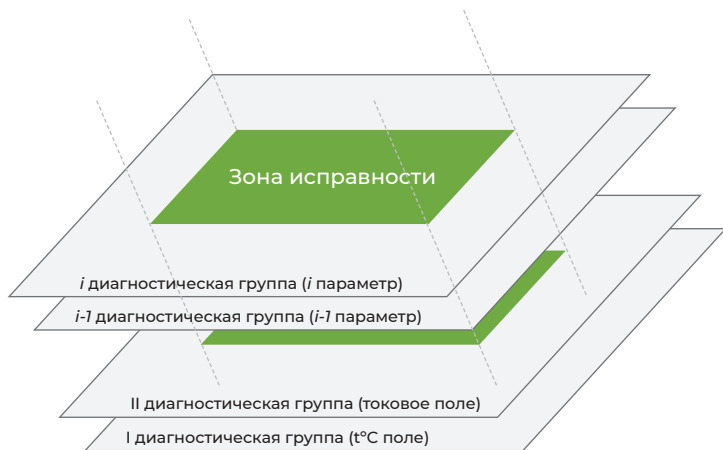 Зона исправности
i диагностическая группа (i параметр)
i-1 диагностическая группа (i-1 параметр)
II диагностическая группа (токовое поле)
I диагностическая группа (t°C поле)